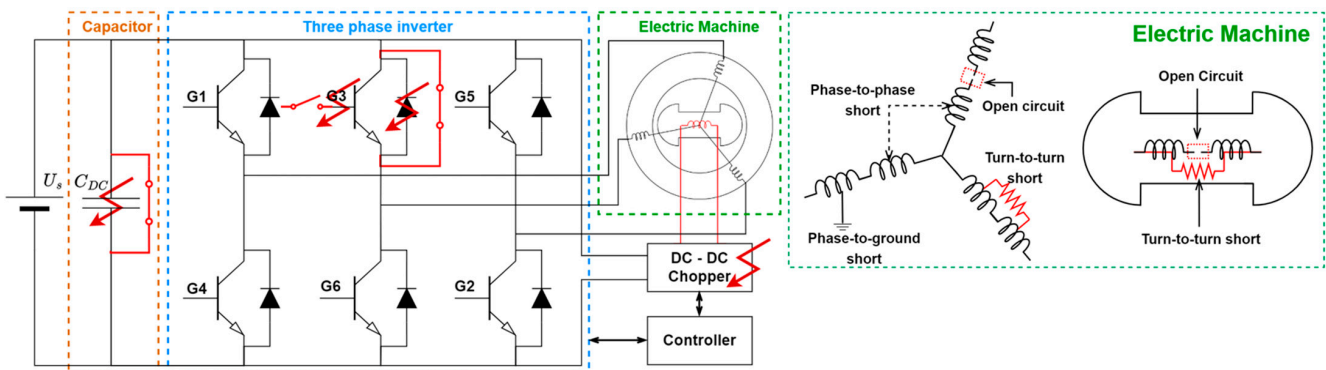 Capacitor
Three phase inverter
Electric Machine
G1
G3
G5
U_s
C_DC
G4
G6
G2
DC - DC
Chopper
Controller
Electric Machine
Phase-to-phase
short
Open circuit
Turn-to-turn
short
Phase-to-ground
short
Open Circuit
Turn-to-turn short